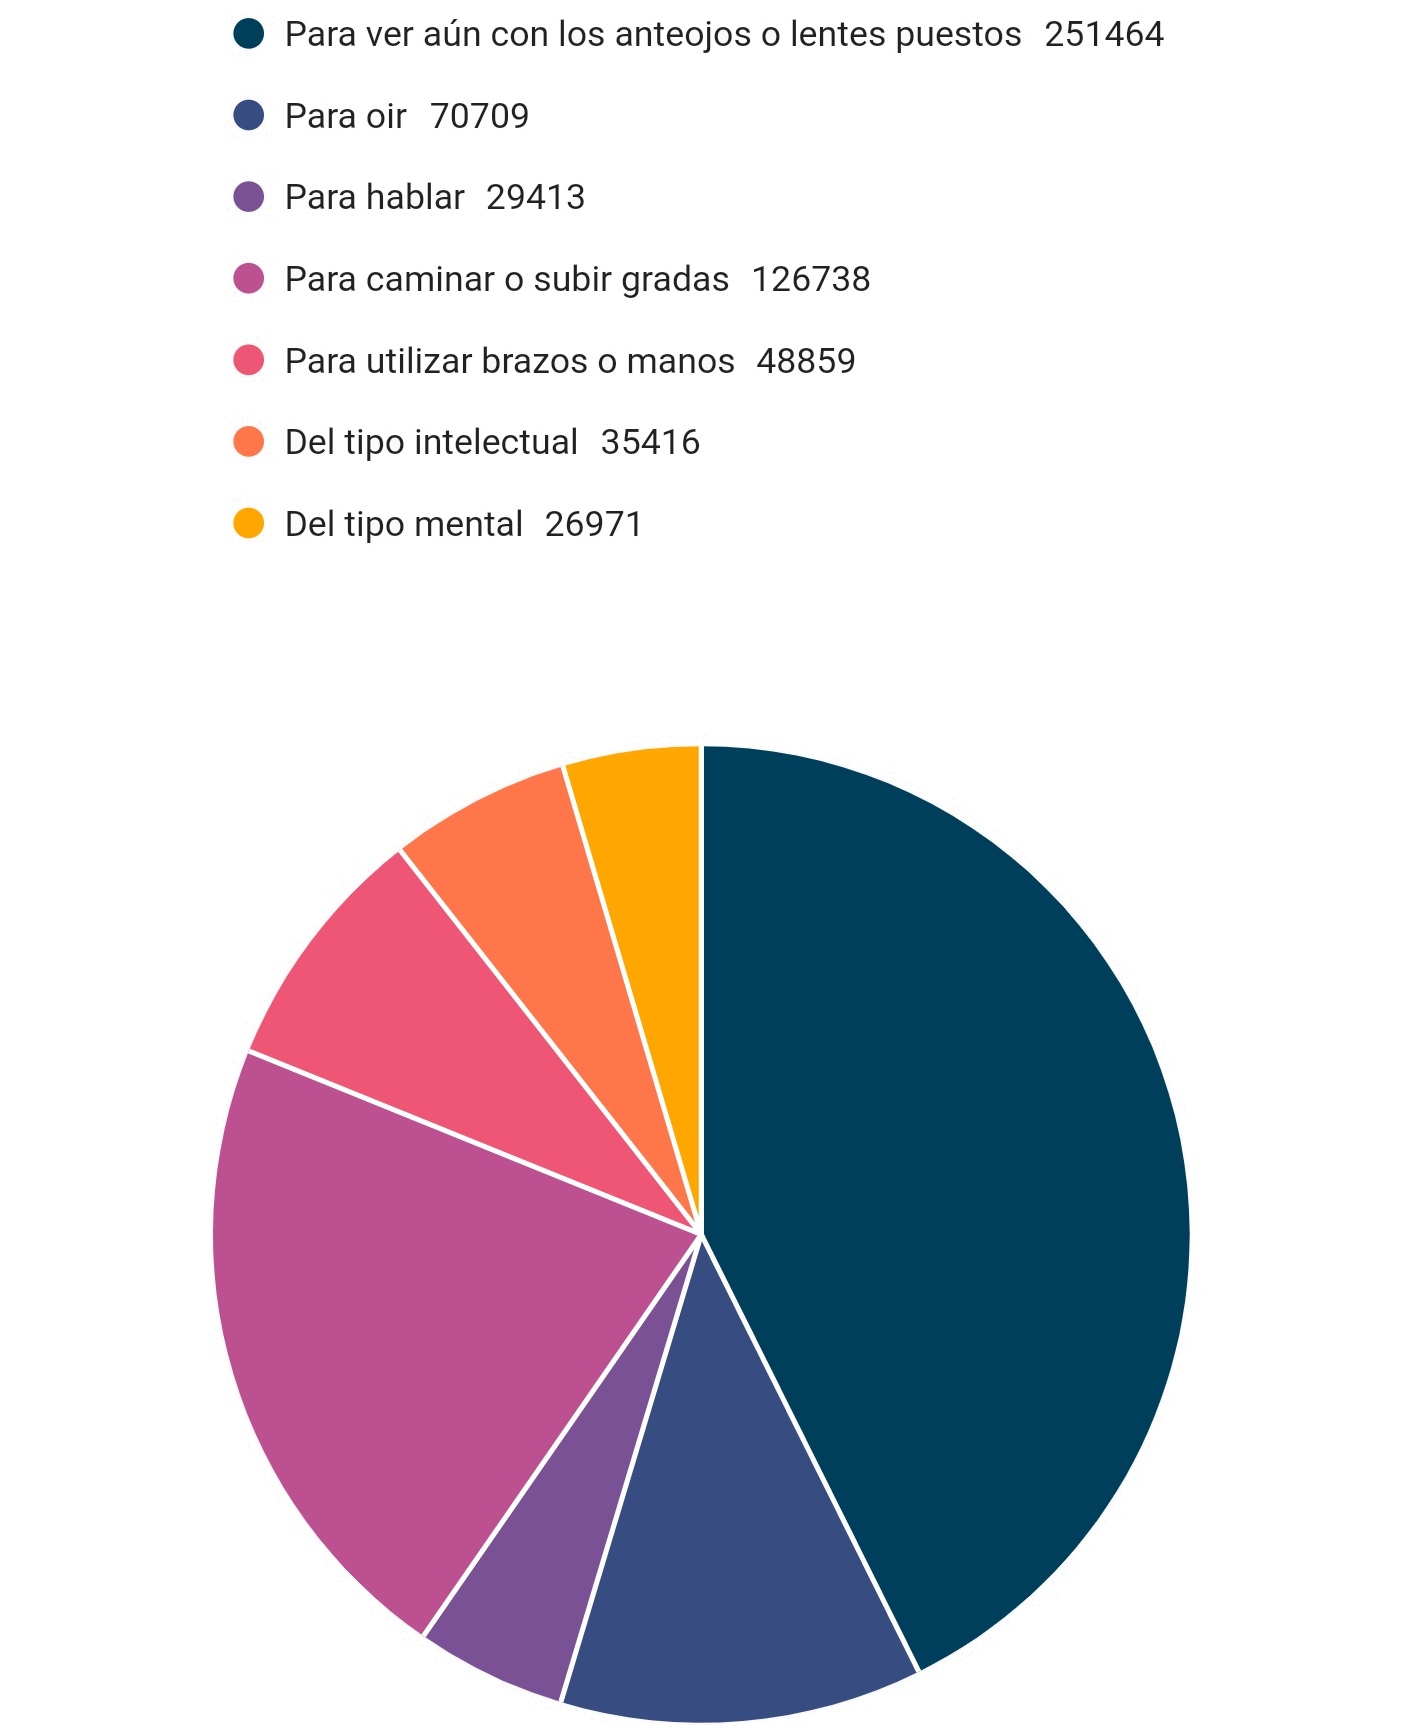 Para ver aún con los anteojos o lentes puestos 251464
Para oir 70709
Para hablar 29413
Para caminar o subir gradas 126738
Para utilizar brazos o manos 48859
Del tipo intelectual 35416
Del tipo mental 26971